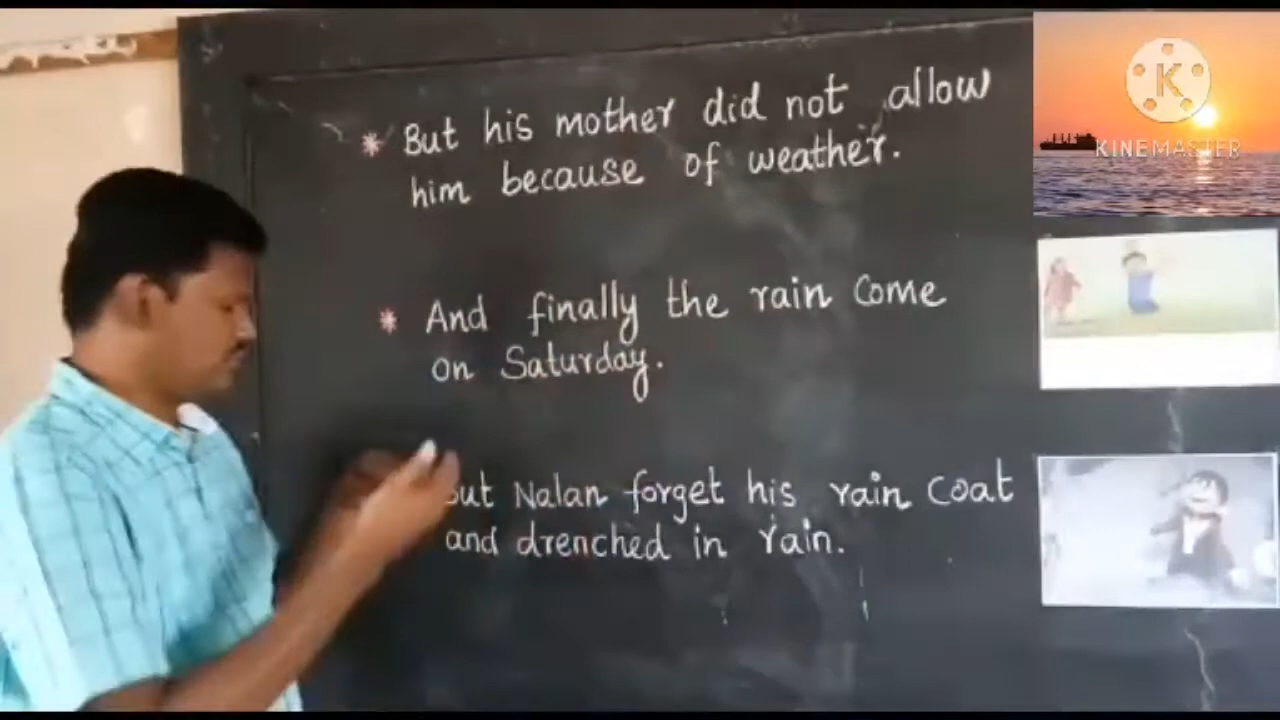 * But his mother did not allow
him because of weather.
* And finally the rain come
on Saturday.
But Nalan forget his rain coat
and drenched in rain.
K
KINEMASTER